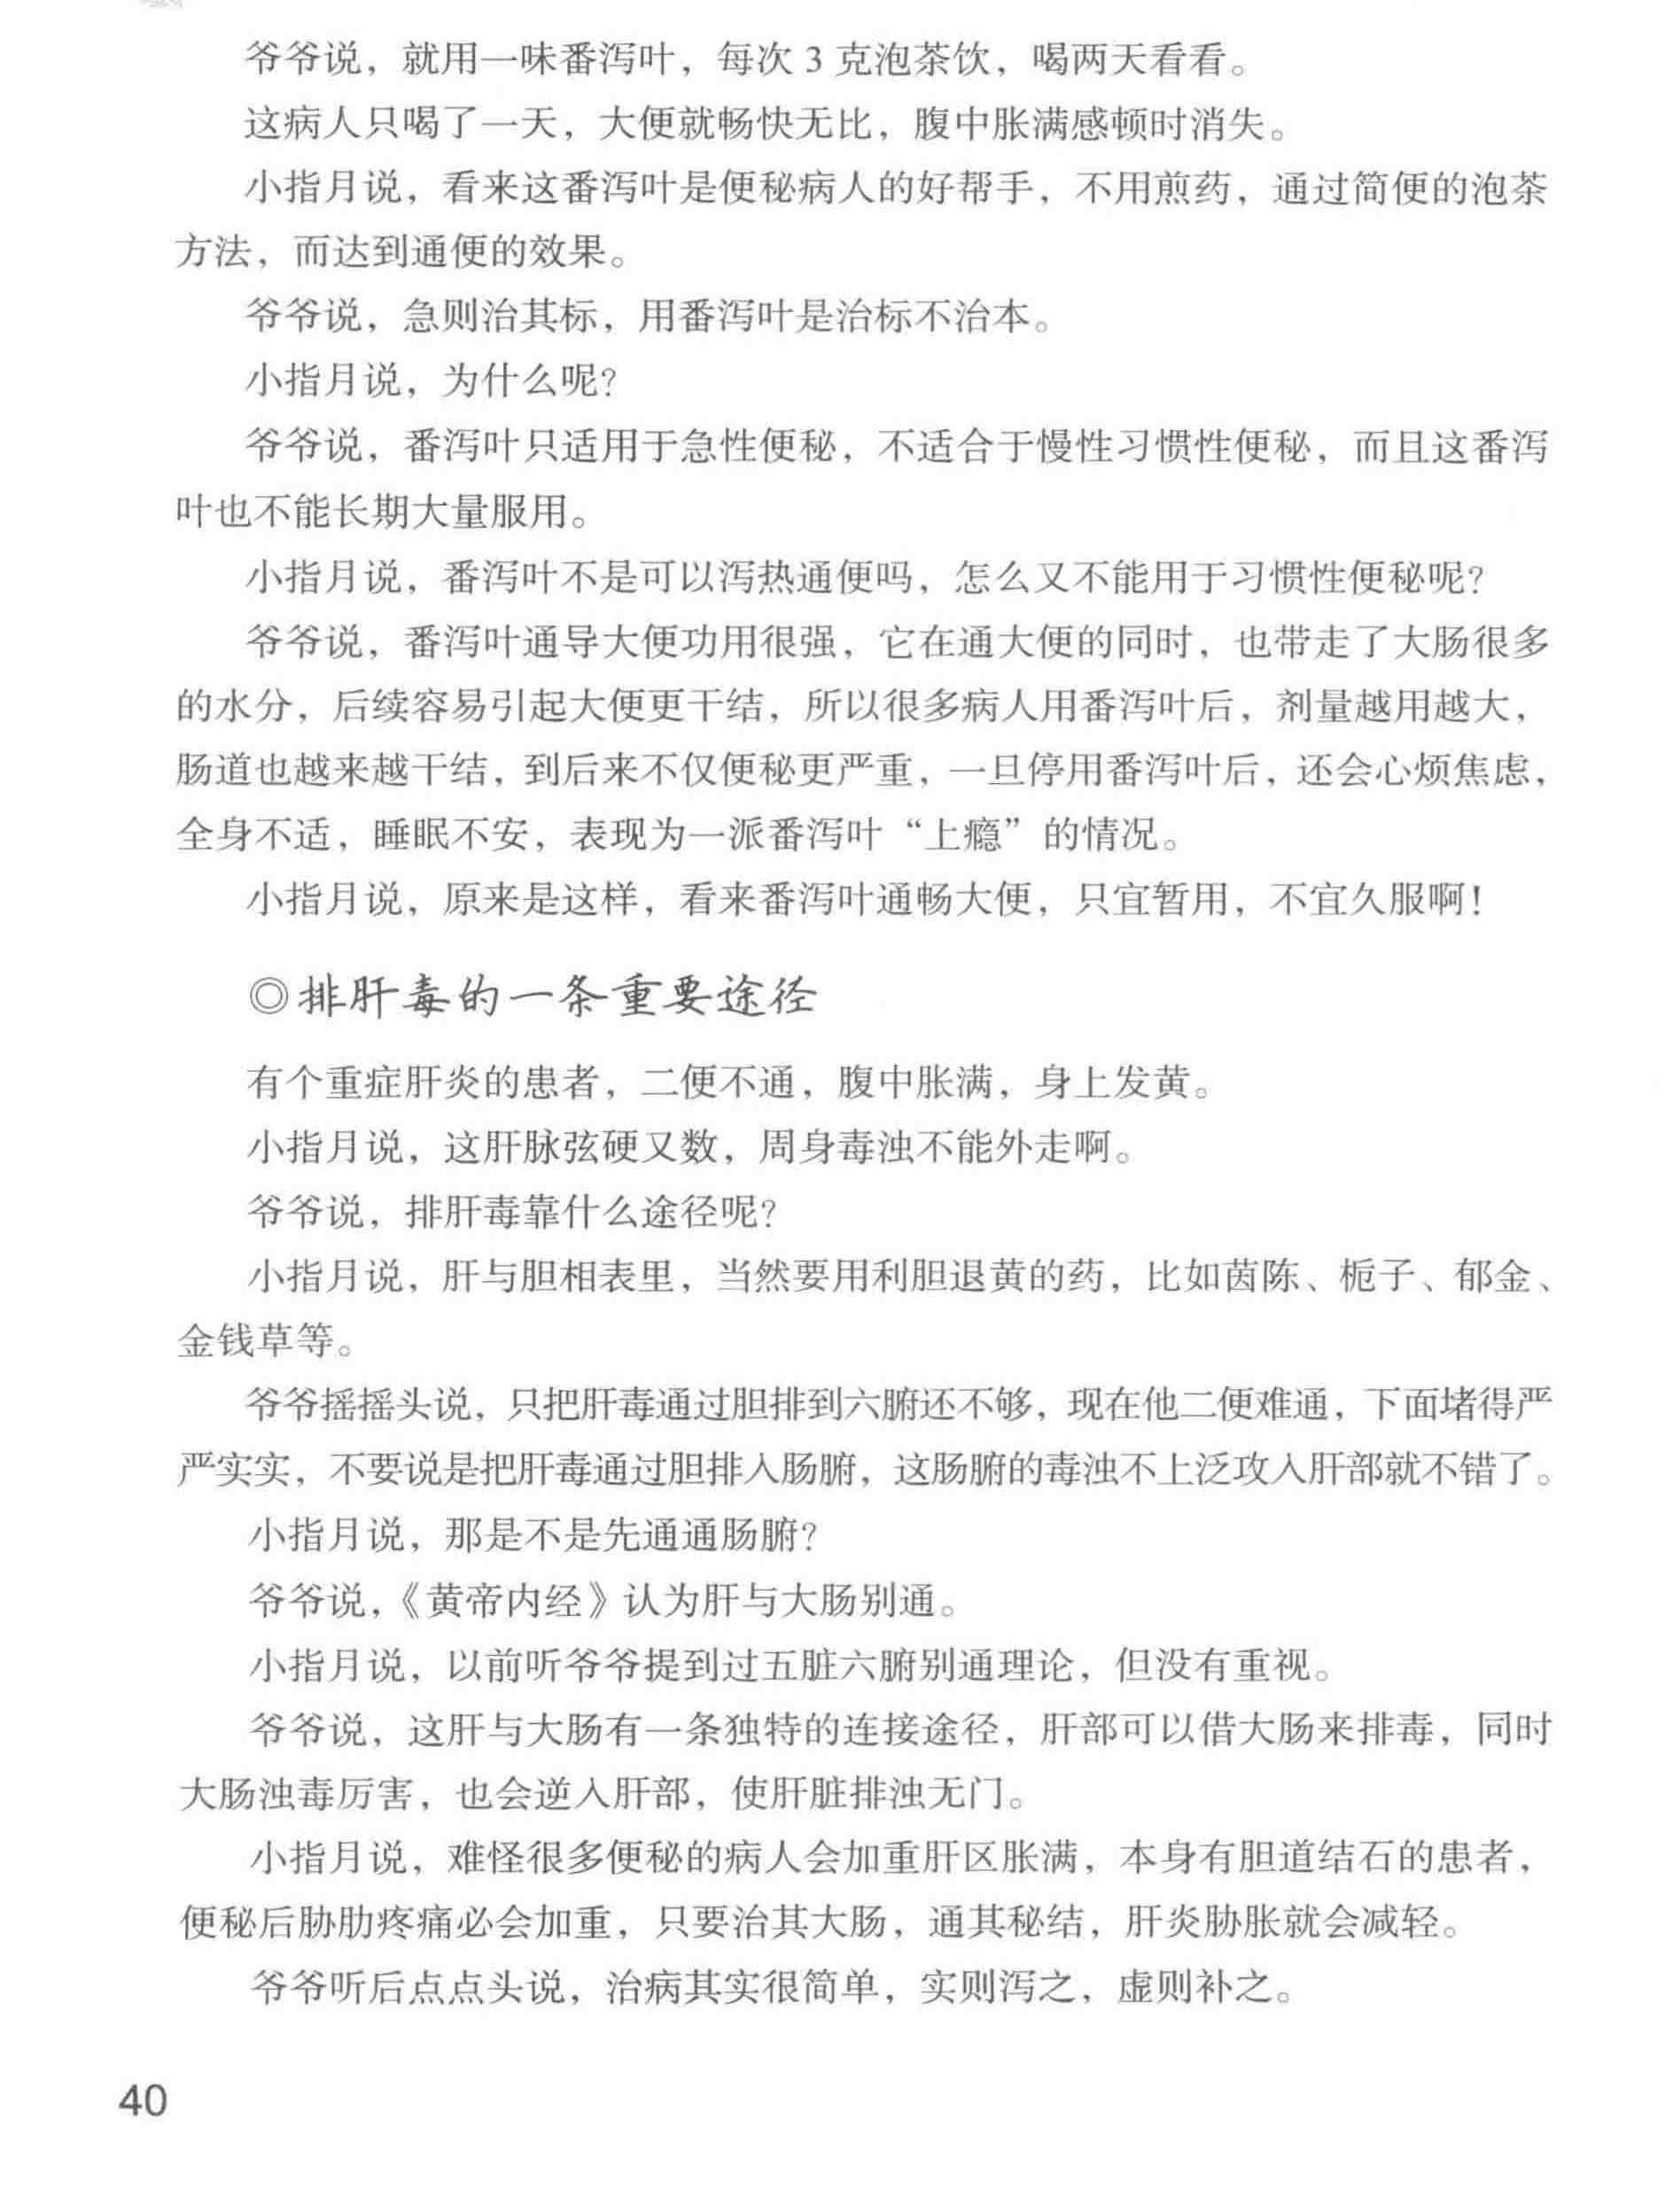 爷爷说，就用一味番泻叶，每次 3 克泡茶饮，喝两天看看。
这病人只喝了一天，大便就畅快无比，腹中胀满感顿时消失。
小指月说，看来这番泻叶是便秘病人的好帮手，不用煎药，通过简便的泡茶
方法，而达到通便的效果。
爷爷说，急则治其标，用番泻叶是治标不治本。
小指月说，为什么呢？
爷爷说，番泻叶只适用于急性便秘，不适合于慢性习惯性便秘，而且这番泻
叶也不能长期大量服用。
小指月说，番泻叶不是可以泻热通便吗，怎么又不能用于习惯性便秘呢？
爷爷说，番泻叶通导大便功用很强，它在通大便的同时，也带走了大肠很多
的水分，后续容易引起大便更干结，所以很多病人用番泻叶后，剂量越用越大，
肠道也越来越干结，到后来不仅便秘更严重，一旦停用番泻叶后，还会心烦焦虑，
全身不适，睡眠不安，表现为一派番泻叶“上瘾”的情况。
小指月说，原来是这样，看来番泻叶通畅大便，只宜暂用，不宜久服啊！
◎排肝毒的一条重要途径
有个重症肝炎的患者，二便不通，腹中胀满，身上发黄。
小指月说，这肝脉弦硬又数，周身毒浊不能外走啊。
爷爷说，排肝毒靠什么途径呢？
小指月说，肝与胆相表里，当然要用利胆退黄的药，比如茵陈、栀子、郁金、
金钱草等。
爷爷摇摇头说，只把肝毒通过胆排到六腑还不够，现在他二便难通，下面堵得严
严实实，不要说是把肝毒通过胆排入肠腑，这肠腑的毒浊不上泛攻入肝部就不错了。
小指月说，那是不是先通通肠腑？
爷爷说，《黄帝内经》认为肝与大肠别通。
小指月说，以前听爷爷提到过五脏六腑别通理论，但没有重视。
爷爷说，这肝与大肠有一条独特的连接途径，肝部可以借大肠来排毒，同时
大肠浊毒厉害，也会逆入肝部，使肝脏排浊无门。
小指月说，难怪很多便秘的病人会加重肝区胀满，本身有胆道结石的患者，
便秘后胁肋疼痛必会加重，只要治其大肠，通其秘结，肝炎胁胀就会减轻。
爷爷听后点点头说，治病其实很简单，实则泻之，虚则补之。
40